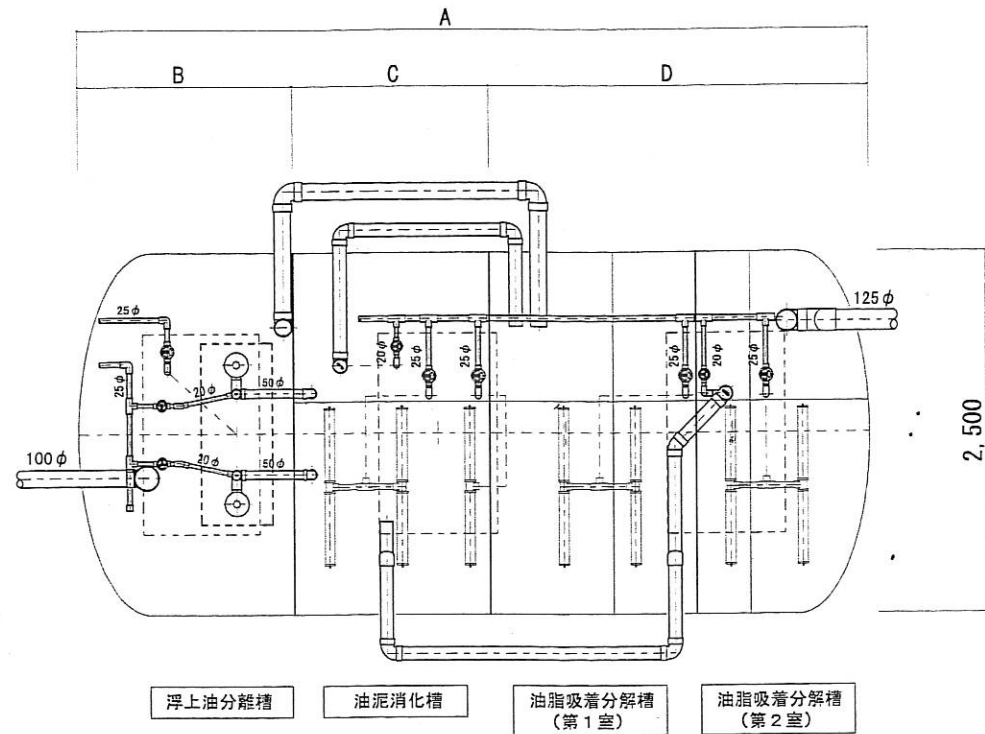 A
B
C
D
25φ
25φ
20φ
50φ
20φ
50φ
100φ
20φ
25φ
25φ
25φ
20φ
25φ
125φ
2,500
浮上油分離槽
油泥消化槽
油脂吸着分解槽
(第1室)
油脂吸着分解槽
(第2室)